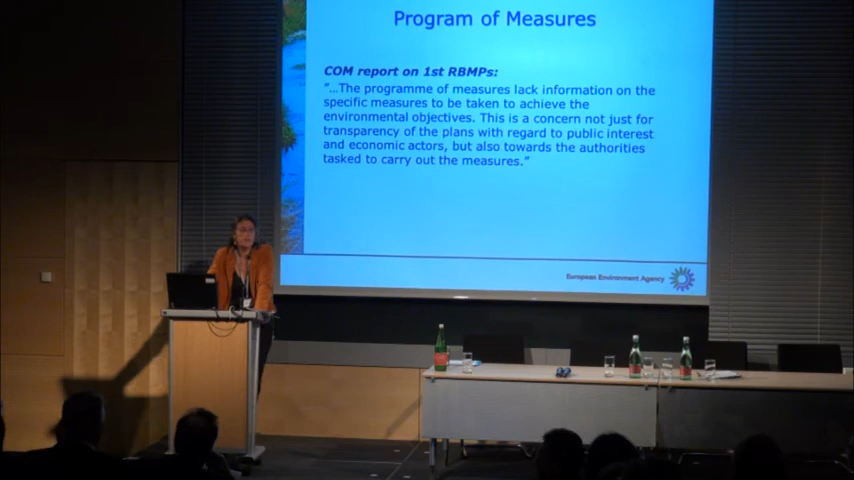 Program of Measures
COM report on 1st RBMPs:
“...The programme of measures lack information on the
specific measures to be taken to achieve the
environmental objectives. This is a concern not just for
transparency of the plans with regard to public interest
and economic actors, but also towards the authorities
tasked to carry out the measures.”
European Environment Agency